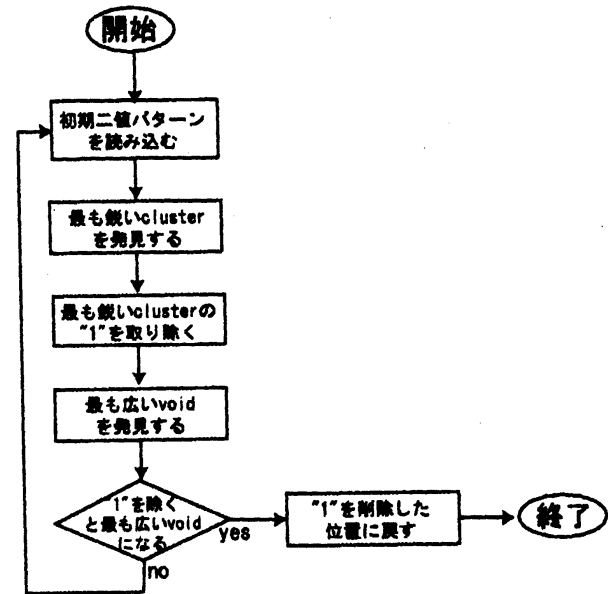 開始
初期二値パターン
を読み込む
最も鋭いcluster
を発見する
最も鋭いclusterの
"1"を取り除く
最も広いvoid
を発見する
"1"を除く
と最も広いvoid
になる
yes
no
"1"を削除した
位置に戻す
終了